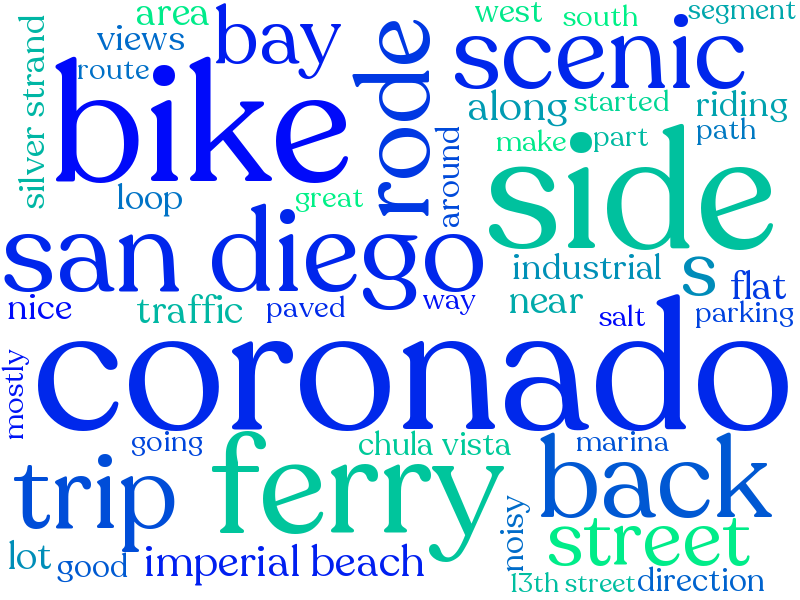 area
west
south
segment
views
bay
scenic
silver strand
route
bike
rode
along
started
riding
make
part
path
around
loop
great
side
san diego
industrial
s
flat
nice
traffic
paved
way
near
salt
parking
mostly
coronado
going
chula vista
marina
trip
ferry
back
noisy
street
lot
good
imperial beach
13th street
direction